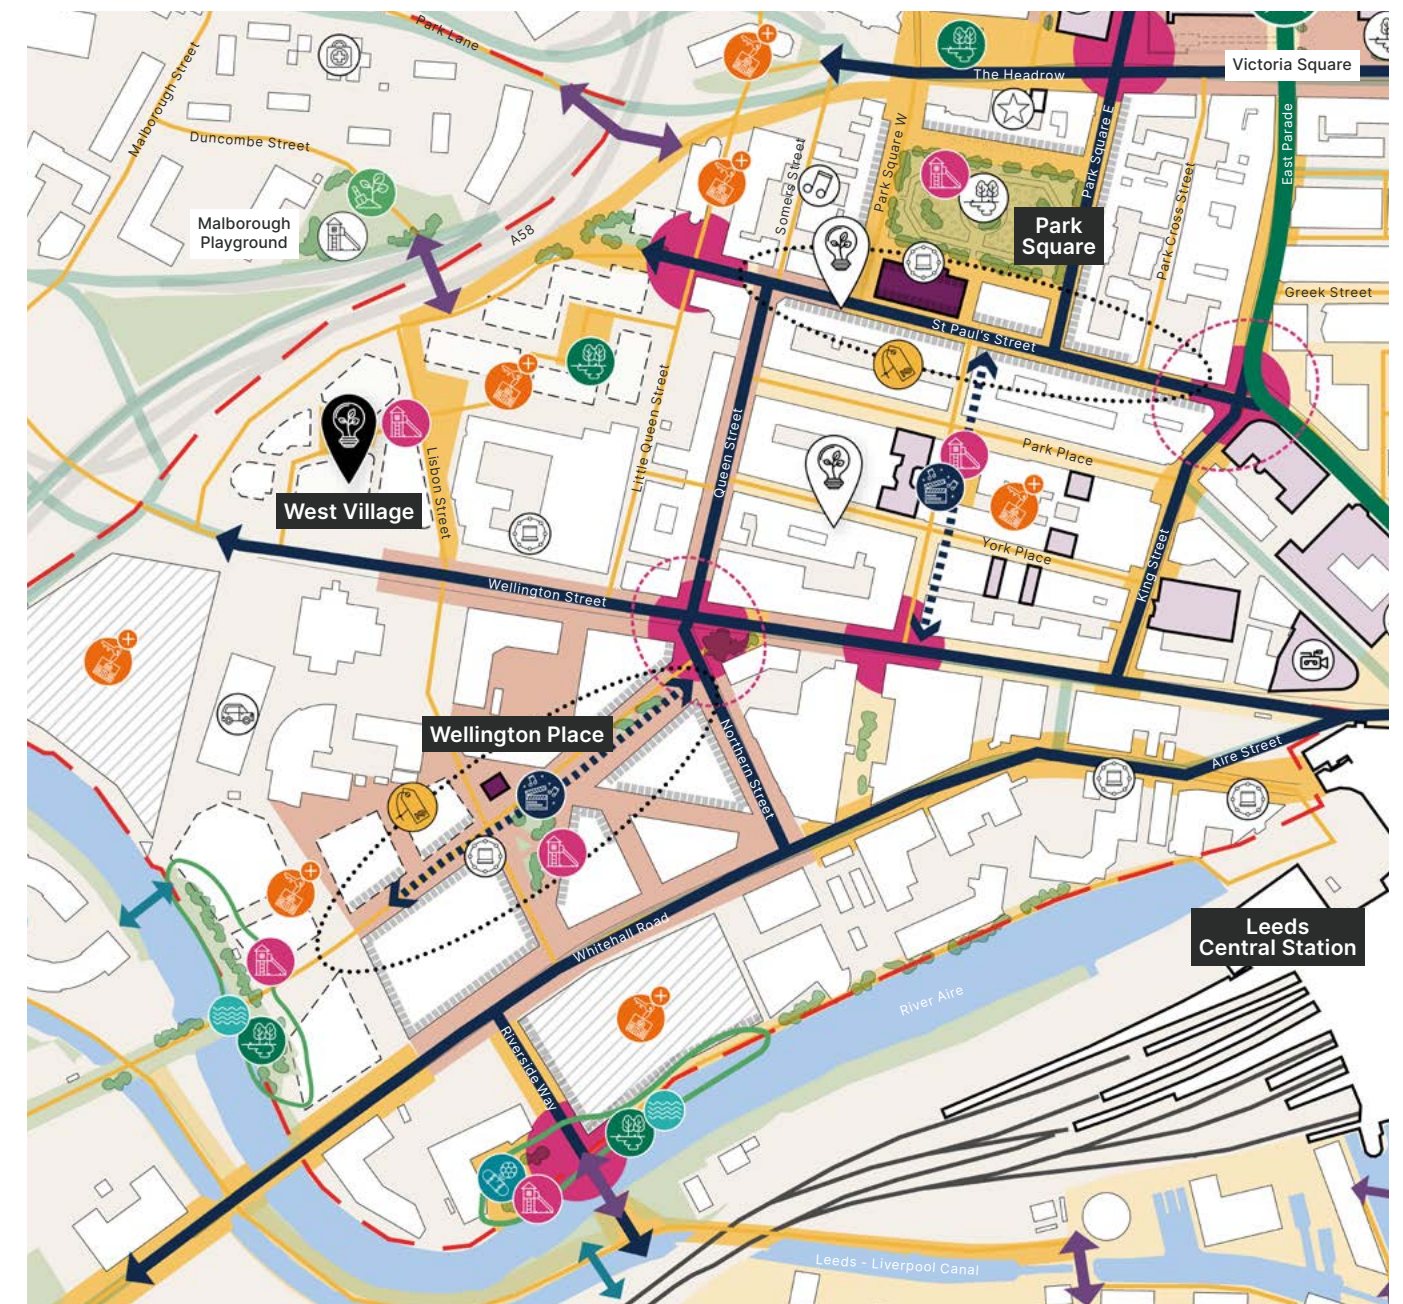 Park Lane
Malborough Street
Duncombe Street
Malborough
Playground
A58
The Headrow
Victoria Square
East Parade
Park Square W
Park Square E
Somers Street
Park Cross Street
Park
Square
Greek Street
St Paul's Street
Little Queen Street
Queen Street
Lisbon Street
West Village
Park Place
York Place
King Street
Wellington Street
Wellington Place
Northern Street
Aire Street
Whitehall Road
Leeds
Central Station
River Aire
Riverside Way
Leeds - Liverpool Canal